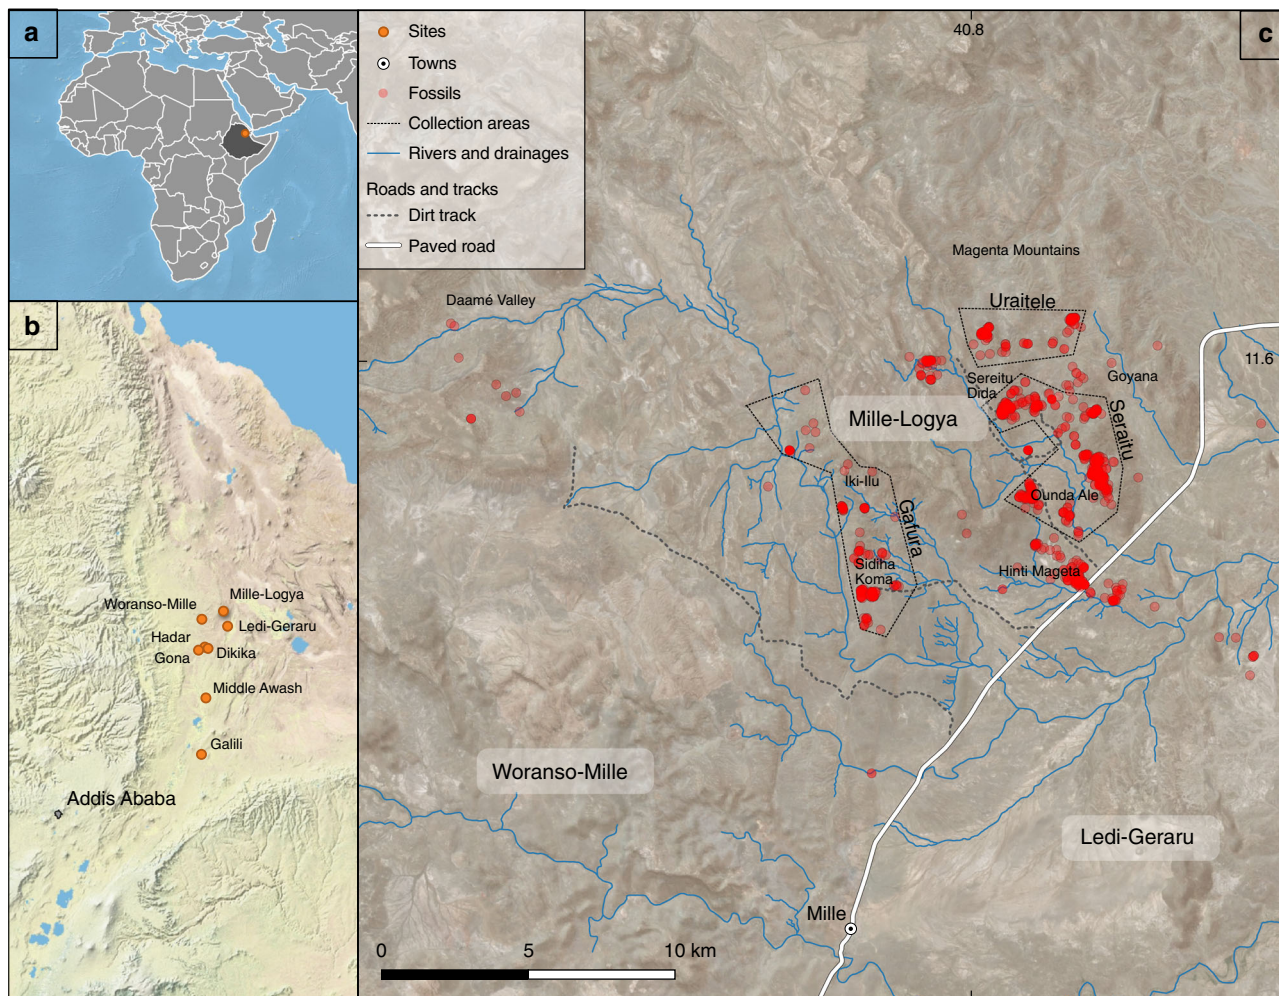 a
b
c
Sites
Towns
Fossils
Collection areas
Rivers and drainages
Roads and tracks
Dirt track
Paved road
40.8
11.6
Magenta Mountains
Daamé Valley
Uraitele
Sereitu
Dida
Goyana
Mille-Logya
Seraitu
Iki-Ilu
Gafura
Ounda Ale
Sidiha
Koma
Hinti Mageta
Woranso-Mille
Ledi-Geraru
Mille
0
5
10 km
Mille-Logya
Woranso-Mille
Ledi-Geraru
Hadar
Gona
Dikika
Middle Awash
Galili
Addis Ababa